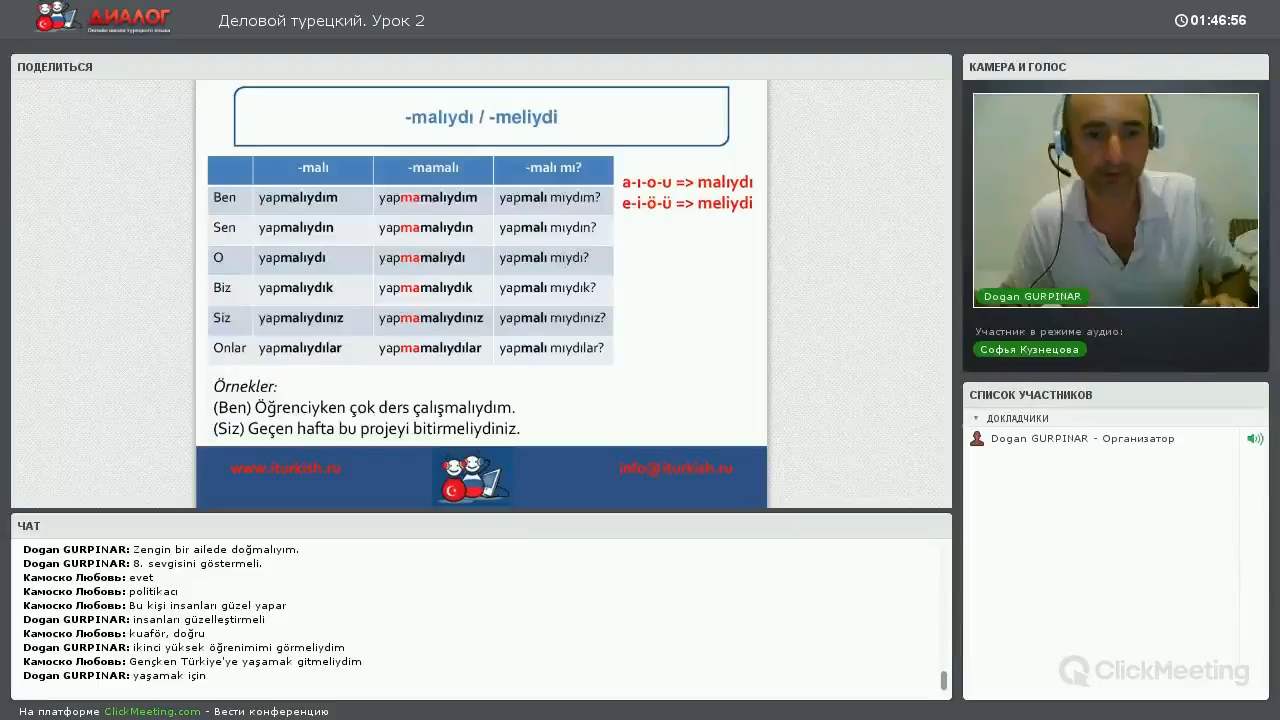 ДИАЛОГ
Онлайн школа турецкого языка
Деловой турецкий. Урок 2
01:46:56
ПОДЕЛИТЬСЯ
-malıydı / -meliydi
-malı -mamalı -malı mı?
Ben yapmalıydım yapmamalıydım yapmalı mıydım?
Sen yapmalıydın yapmamalıydın yapmalı mıydın?
O yapmalıydı yapmamalıydı yapmalı mıydı?
Biz yapmalıydık yapmamalıydık yapmalı mıydık?
Siz yapmalıydınız yapmamalıydınız yapmalı mıydınız?
Onlar yapmalıydılar yapmamalıydılar yapmalı mıydılar?
a-ı-o-u => malıydı
e-i-ö-ü => meliydi
Örnekler:
(Ben) Öğrenciyken çok ders çalışmalıydım.
(Siz) Geçen hafta bu projeyi bitirmeliydiniz.
www.iturkish.ru info@iturkish.ru
КАМЕРА И ГОЛОС
Dogan GURPINAR
Участник в режиме аудио:
Софья Кузнецова
СПИСОК УЧАСТНИКОВ
ДОКЛАДЧИКИ
Dogan GURPINAR - Организатор
ЧАТ
Dogan GURPINAR: Zengin bir ailede doğmalıyım.
Dogan GURPINAR: 8. sevgisini göstermeli.
Камоско Любовь: evet
Камоско Любовь: politikacı
Камоско Любовь: Bu kişi insanları güzel yapar
Dogan GURPINAR: insanları güzelleştirmeli
Камоско Любовь: kuaför, doğru
Dogan GURPINAR: ikinci yüksek öğrenimimi görmeliydim
Камоско Любовь: Gençken Türkiye'ye yaşamak gitmeliydim
Dogan GURPINAR: yaşamak için
ClickMeeting
На платформе ClickMeeting.com - Вести конференцию